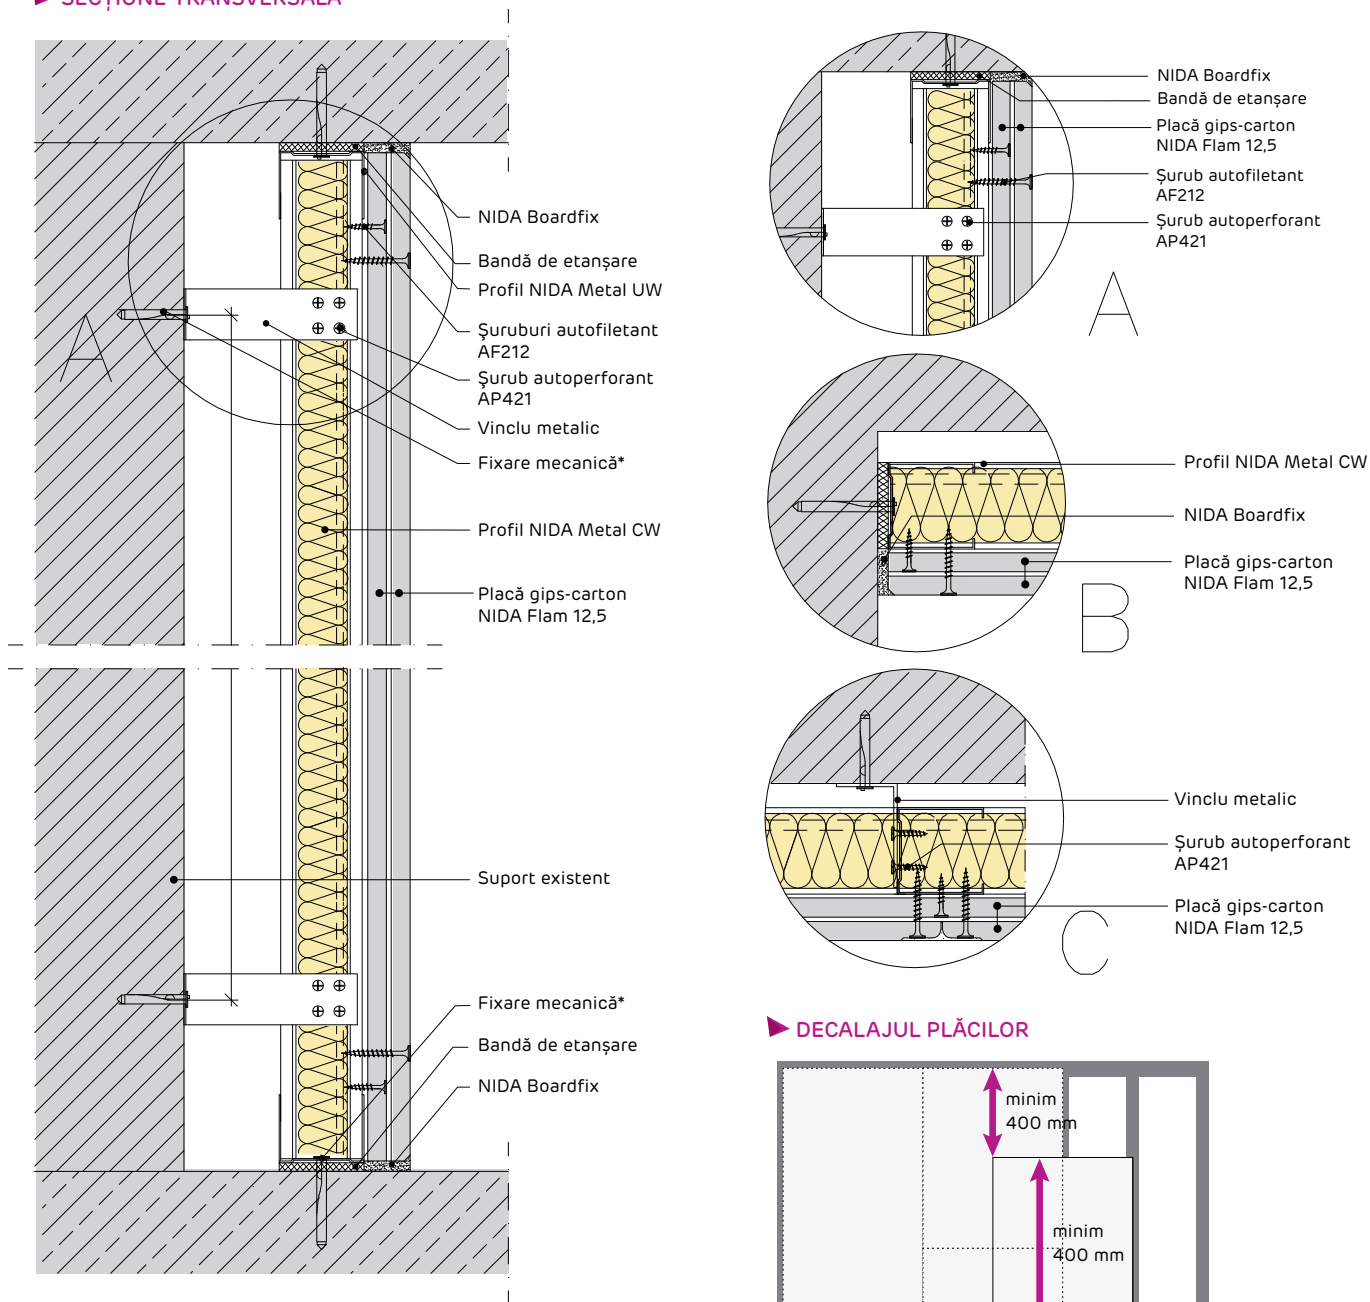 SECȚIUNE TRANSVERSALĂ
NIDA Boardfix
Bandă de etanșare
Profil NIDA Metal UW
Șuruburi autofiletant
AF212
Șurub autoperforant
AP421
Vinclu metalic
Fixare mecanică*
Profil NIDA Metal CW
Placă gips-carton
NIDA Flam 12,5
Suport existent
Fixare mecanică*
Bandă de etanșare
NIDA Boardfix
A
NIDA Boardfix
Bandă de etanșare
Placă gips-carton
NIDA Flam 12,5
Șurub autofiletant
AF212
Șurub autoperforant
AP421
A
Profil NIDA Metal CW
NIDA Boardfix
Placă gips-carton
NIDA Flam 12,5
B
Vinclu metalic
Șurub autoperforant
AP421
Placă gips-carton
NIDA Flam 12,5
C
DECALAJUL PLĂCILOR
minim
400 mm
minim
400 mm